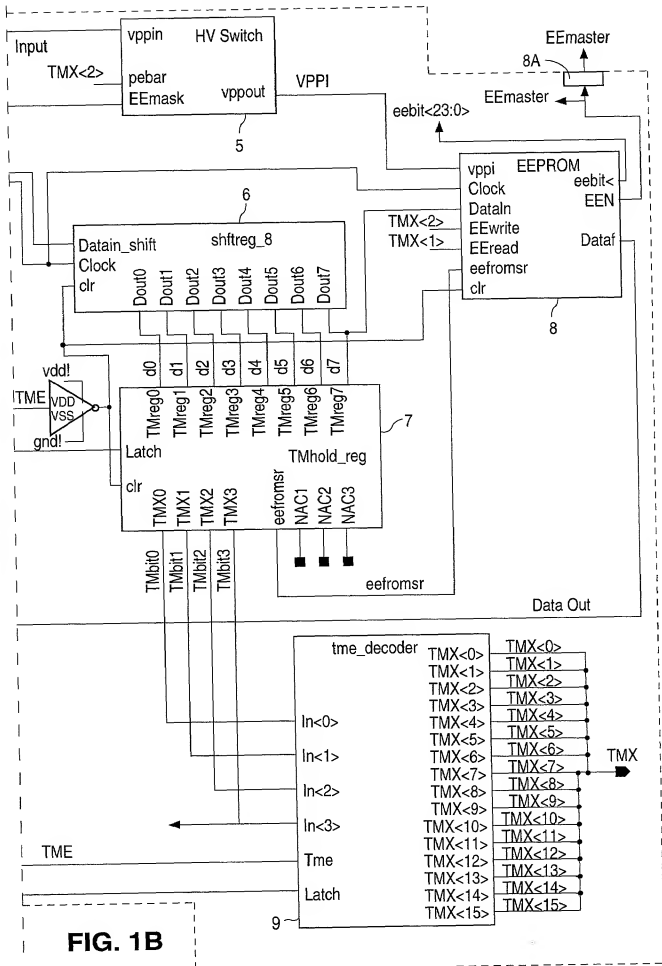 Input
vppin
HV Switch
TMX<2>
pebar
EEmask
vppout
VPPI
5
EEmaster
8A
EEmaster
eebit<23:0>
vppi
EEPROM
eebit<
Clock
EEN
DataIn
TMX<2>
EEwrite
Dataf
TMX<1>
EEread
eefromsr
clr
8
6
Datain_shift
shftreg_8
Clock
clr
Dout0
Dout1
Dout2
Dout3
Dout4
Dout5
Dout6
Dout7
d0
d1
d2
d3
d4
d5
d6
d7
vdd!
TME
VDD
VSS
gnd!
TMreg0
TMreg1
TMreg2
TMreg3
TMreg4
TMreg5
TMreg6
TMreg7
7
Latch
TMhold_reg
clr
TMX0
TMX1
TMX2
TMX3
eefromsr
NAC1
NAC2
NAC3
TMbit0
TMbit1
TMbit2
TMbit3
eefromsr
Data Out
tme_decoder
TMX<0> TMX<0>
TMX<1> TMX<1>
TMX<2> TMX<2>
TMX<3> TMX<3>
TMX<4> TMX<4>
TMX<5> TMX<5>
TMX<6> TMX<6>
TMX<7> TMX<7>
TMX<8> TMX<8>
TMX<9> TMX<9>
TMX<10> TMX<10>
TMX<11> TMX<11>
TMX<12> TMX<12>
TMX<13> TMX<13>
TMX<14> TMX<14>
TMX<15> TMX<15>
TMX
In<0>
In<1>
In<2>
In<3>
TME
Tme
Latch
9
FIG. 1B